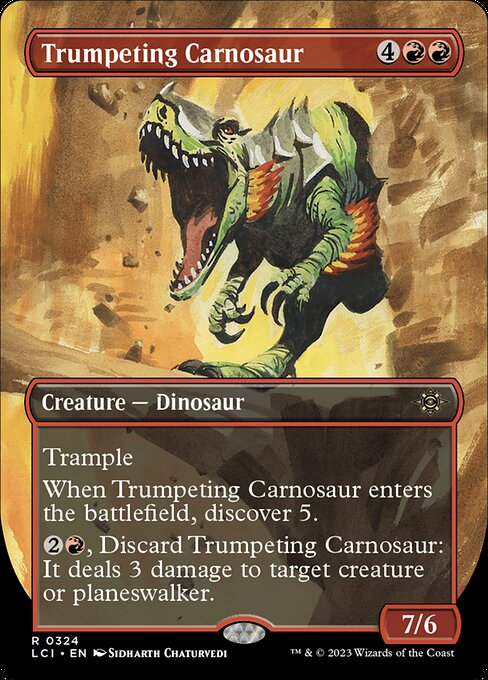 Trumpeting Carnosaur 4
Creature — Dinosaur
Trample
When Trumpeting Carnosaur enters
the battlefield, discover 5.
2, Discard Trumpeting Carnosaur:
It deals 3 damage to target creature
or planeswalker.
7/6
R 0324
LCI • EN SIDHARTH CHATURVEDI
™ & © 2023 Wizards of the Coast